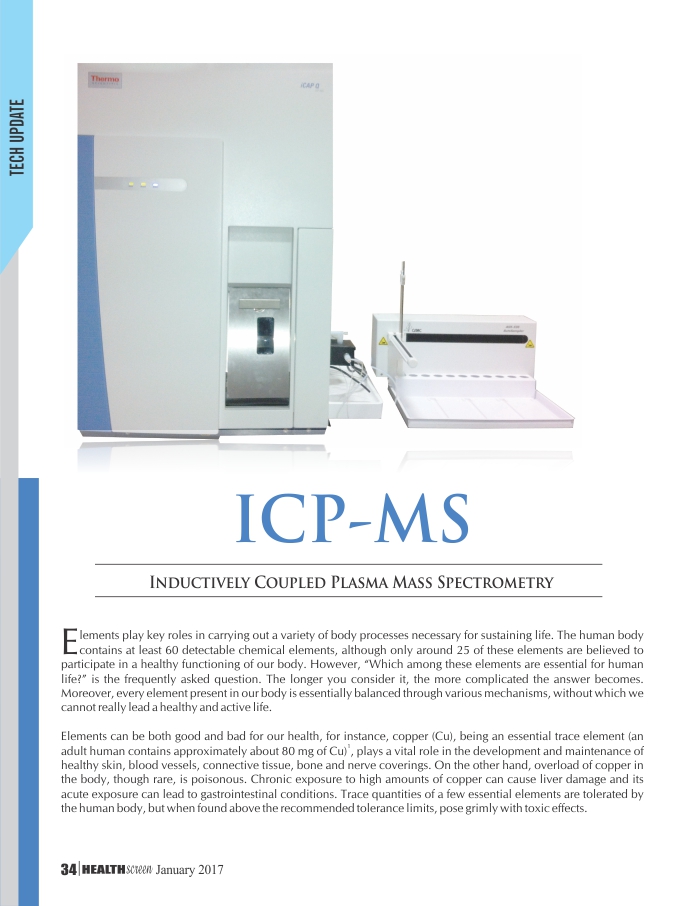 TECH UPDATE
Thermo
iCAP Q
ICP-MS
Inductively Coupled Plasma Mass Spectrometry
Elements play key roles in carrying out a variety of body processes necessary for sustaining life. The human body
contains at least 60 detectable chemical elements, although only around 25 of these elements are believed to
participate in a healthy functioning of our body. However, “Which among these elements are essential for human
life?” is the frequently asked question. The longer you consider it, the more complicated the answer becomes.
Moreover, every element present in our body is essentially balanced through various mechanisms, without which we
cannot really lead a healthy and active life.
Elements can be both good and bad for our health, for instance, copper (Cu), being an essential trace element (an
adult human contains approximately about 80 mg of Cu)¹, plays a vital role in the development and maintenance of
healthy skin, blood vessels, connective tissue, bone and nerve coverings. On the other hand, overload of copper in
the body, though rare, is poisonous. Chronic exposure to high amounts of copper can cause liver damage and its
acute exposure can lead to gastrointestinal conditions. Trace quantities of a few essential elements are tolerated by
the human body, but when found above the recommended tolerance limits, pose grimly with toxic effects.
34 HEALTHscreen January 2017